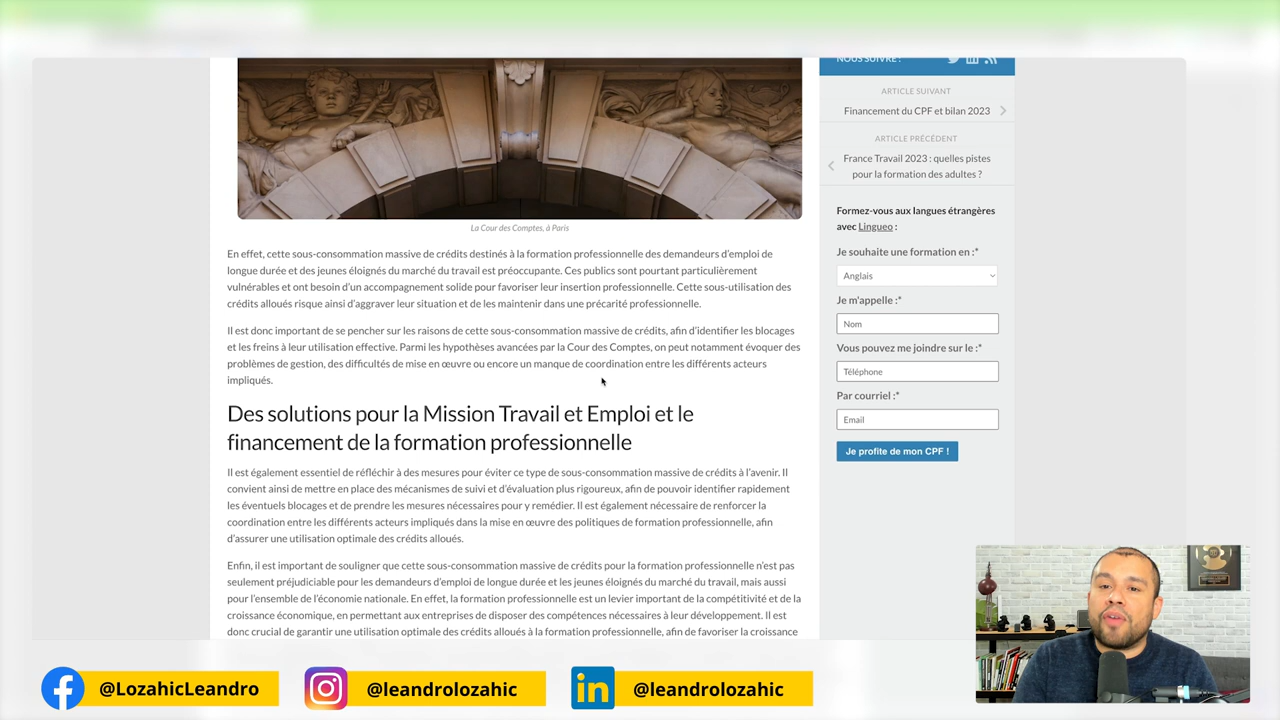 NOUS SUIVRE :
ARTICLE SUIVANT
Financement du CPF et bilan 2023
ARTICLE PRÉCÉDENT
France Travail 2023 : quelles pistes
pour la formation des adultes ?
La Cour des Comptes, à Paris
En effet, cette sous-consommation massive de crédits destinés à la formation professionnelle des demandeurs d'emploi de
longue durée et des jeunes éloignés du marché du travail est préoccupante. Ces publics sont pourtant particulièrement
vulnérables et ont besoin d'un accompagnement solide pour favoriser leur insertion professionnelle. Cette sous-utilisation des
crédits alloués risque ainsi d'aggraver leur situation et de les maintenir dans une précarité professionnelle.
Il est donc important de se pencher sur les raisons de cette sous-consommation massive de crédits, afin d'identifier les blocages
et les freins à leur utilisation effective. Parmi les hypothèses avancées par la Cour des Comptes, on peut notamment évoquer des
problèmes de gestion, des difficultés de mise en œuvre ou encore un manque de coordination entre les différents acteurs
impliqués.
Des solutions pour la Mission Travail et Emploi et le
financement de la formation professionnelle
Il est également essentiel de réfléchir à des mesures pour éviter ce type de sous-consommation massive de crédits à l'avenir. Il
convient ainsi de mettre en place des mécanismes de suivi et d'évaluation plus rigoureux, afin de pouvoir identifier rapidement
les éventuels blocages et de prendre les mesures nécessaires pour y remédier. Il est également nécessaire de renforcer la
coordination entre les différents acteurs impliqués dans la mise en œuvre des politiques de formation professionnelle, afin
d'assurer une utilisation optimale des crédits alloués.
Enfin, il est important de souligner que cette sous-consommation massive de crédits pour la formation professionnelle n'est pas
seulement préjudiciable pour les demandeurs d'emploi de longue durée et les jeunes éloignés du marché du travail, mais aussi
pour l'ensemble de l'économie nationale. En effet, la formation professionnelle est un levier important de la compétitivité et de la
croissance économique, en permettant aux entreprises de disposer des compétences nécessaires à leur développement. Il est
donc crucial de garantir une utilisation optimale des crédits alloués à la formation professionnelle, afin de favoriser la croissance
Formez-vous aux langues étrangères
avec Lingueo :
Je souhaite une formation en :*
Anglais
Je m'appelle :*
Nom
Vous pouvez me joindre sur le :*
Téléphone
Par courriel :*
Email
Je profite de mon CPF !
@LozahicLeandro
@leandrolozahic
in
@leandrolozahic